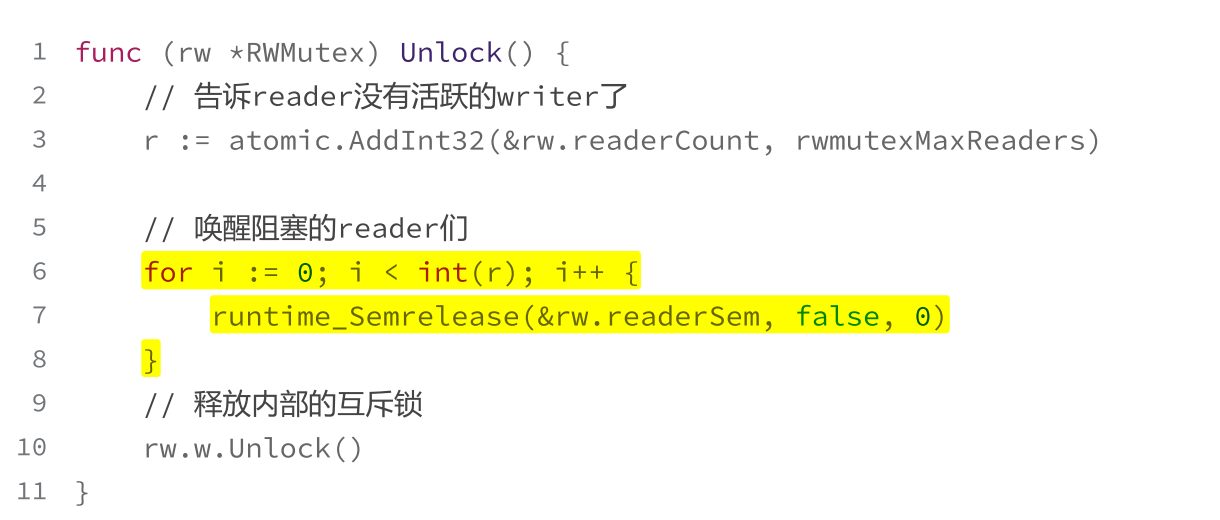 1 func (rw *RWMutex) Unlock() {
2 // 告诉reader没有活跃的writer了
3 r := atomic.AddInt32(&rw.readerCount, rwmutexMaxReaders)
4
5 // 唤醒阻塞的reader们
6 for i := 0; i < int(r); i++ {
7 runtime_Semrelease(&rw.readerSem, false, 0)
8 }
9 // 释放内部的互斥锁
10 rw.w.Unlock()
11 }